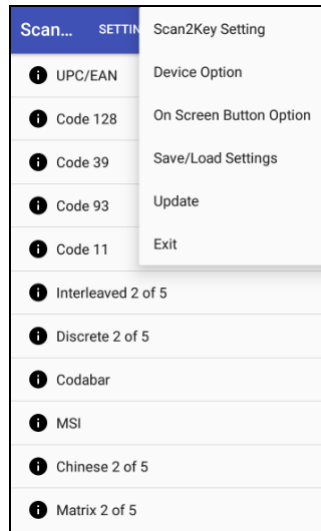 Scan...
SETTIN
Scan2Key Setting
Device Option
On Screen Button Option
Save/Load Settings
Update
Exit
UPC/EAN
Code 128
Code 39
Code 93
Code 11
Interleaved 2 of 5
Discrete 2 of 5
Codabar
MSI
Chinese 2 of 5
Matrix 2 of 5